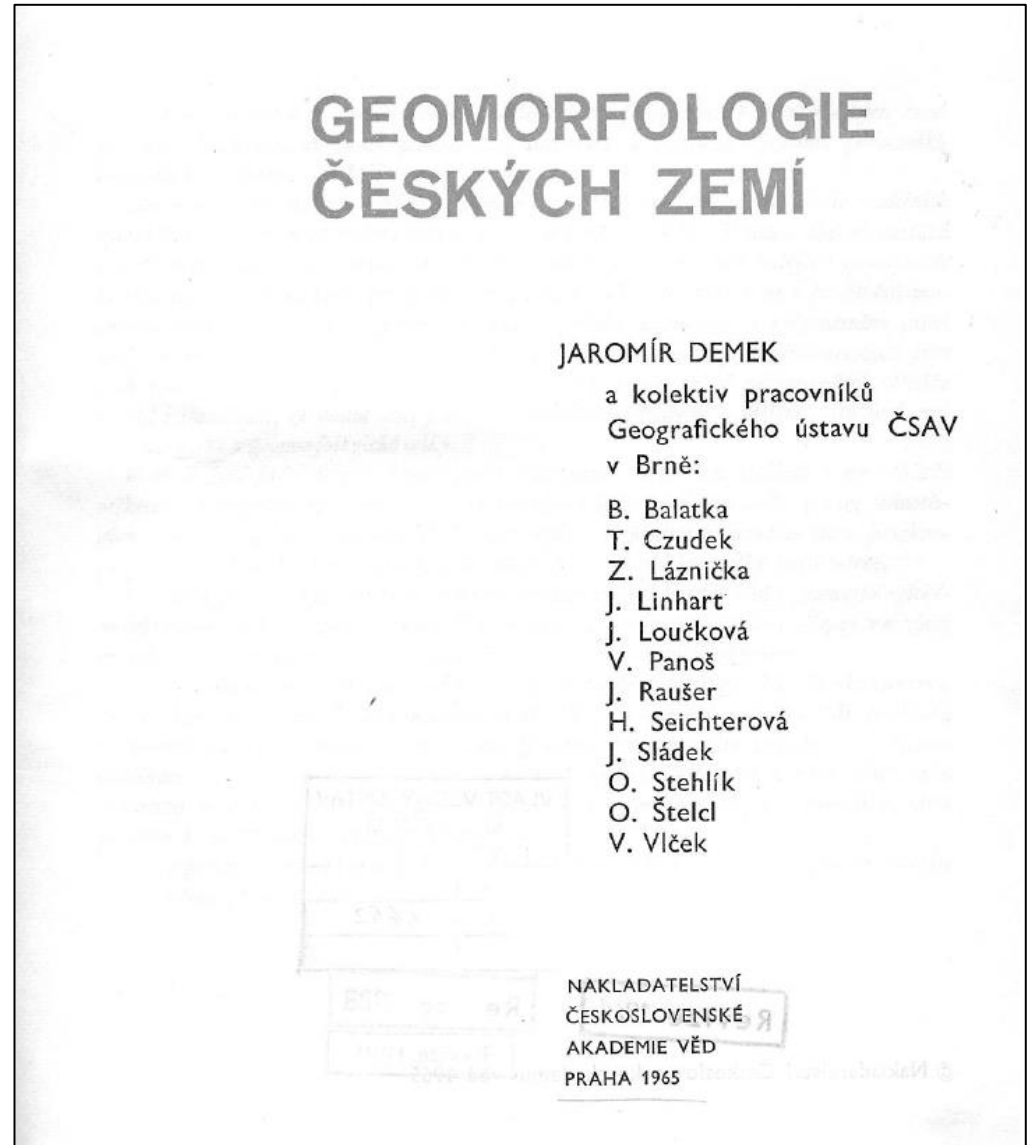 GEOMORFOLOGIE
ČESKÝCH ZEMÍ
JAROMÍR DEMEK
a kolektiv pracovníků
Geografického ústavu ČSAV
v Brně:
B. Balatka
T. Czudek
Z. Láznička
J. Linhart
J. Loučková
V. Panoš
J. Raušer
H. Seichterová
J. Sládek
O. Stehlík
O. Štelcl
V. Vlček
NAKLADATELSTVÍ
ČESKOSLOVENSKÉ
AKADEMIE VĚD
PRAHA 1965